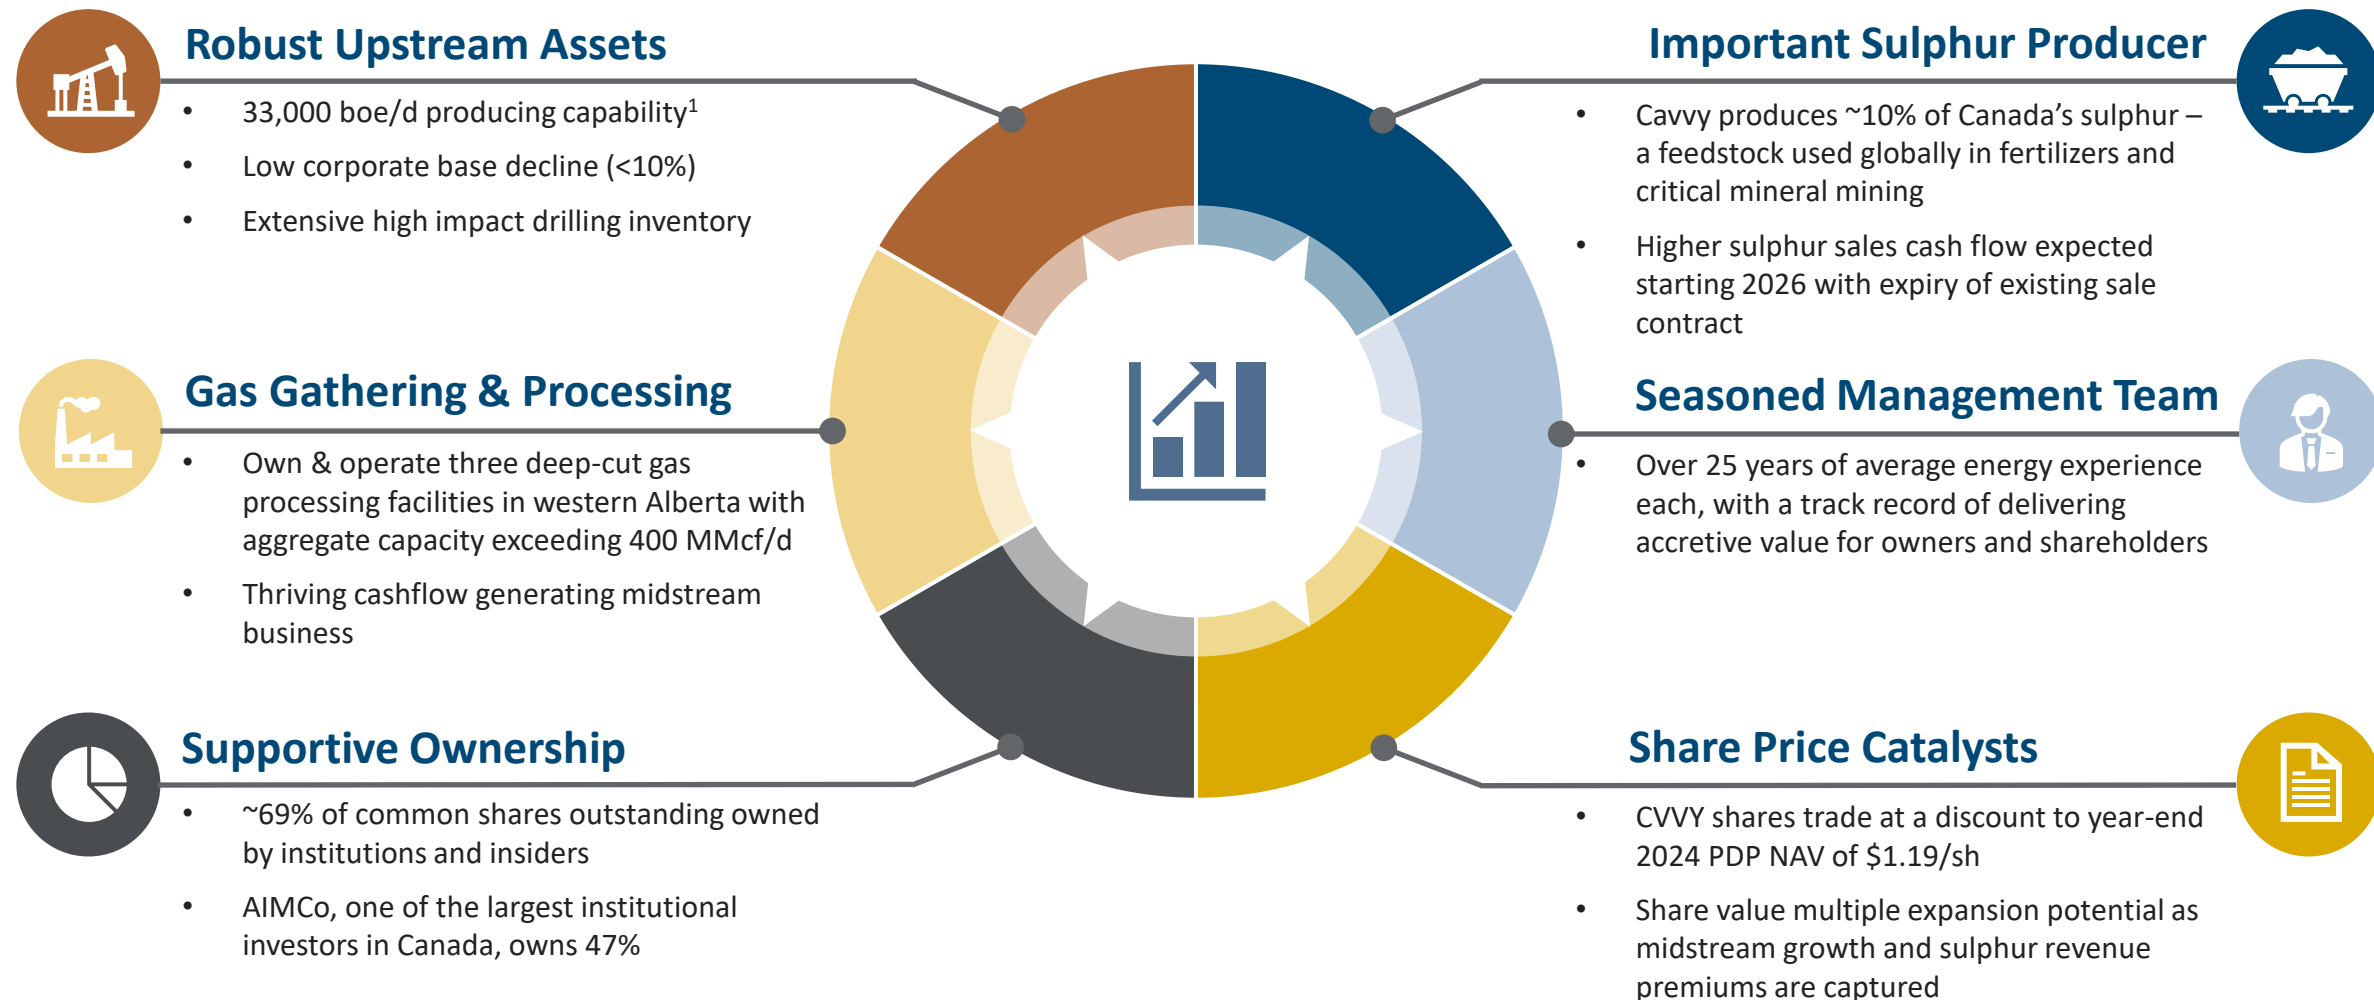 Robust Upstream Assets
• 33,000 boe/d producing capability1
• Low corporate base decline (<10%)
• Extensive high impact drilling inventory
Gas Gathering & Processing
• Own & operate three deep-cut gas
processing facilities in western Alberta with
aggregate capacity exceeding 400 MMcf/d
• Thriving cashflow generating midstream
business
Supportive Ownership
• ~69% of common shares outstanding owned
by institutions and insiders
• AIMCo, one of the largest institutional
investors in Canada, owns 47%
Important Sulphur Producer
• Cavvy produces ~10% of Canada’s sulphur –
a feedstock used globally in fertilizers and
critical mineral mining
• Higher sulphur sales cash flow expected
starting 2026 with expiry of existing sale
contract
Seasoned Management Team
• Over 25 years of average energy experience
each, with a track record of delivering
accretive value for owners and shareholders
Share Price Catalysts
• CVVY shares trade at a discount to year-end
2024 PDP NAV of $1.19/sh
• Share value multiple expansion potential as
midstream growth and sulphur revenue
premiums are captured